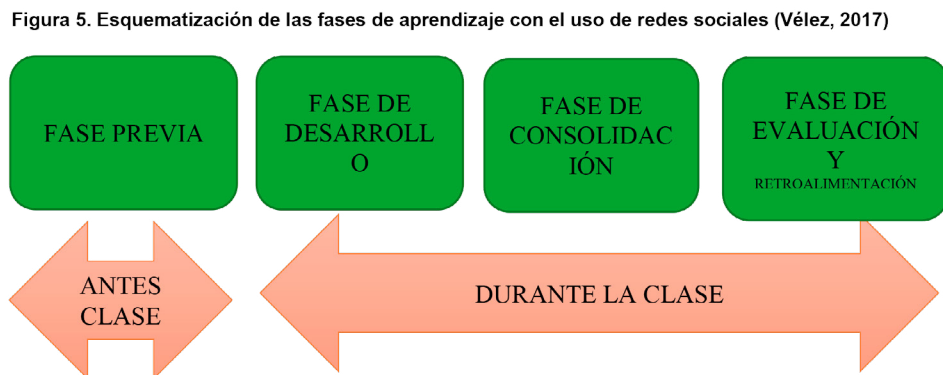 Figura 5. Esquematización de las fases de aprendizaje con el uso de redes sociales (Vélez, 2017)
FASE PREVIA
FASE DE
DESARROLL
O
FASE DE
CONSOLIDAC
IÓN
FASE DE
EVALUACIÓN
Y
RETROALIMENTACIÓN
ANTES
CLASE
DURANTE LA CLASE